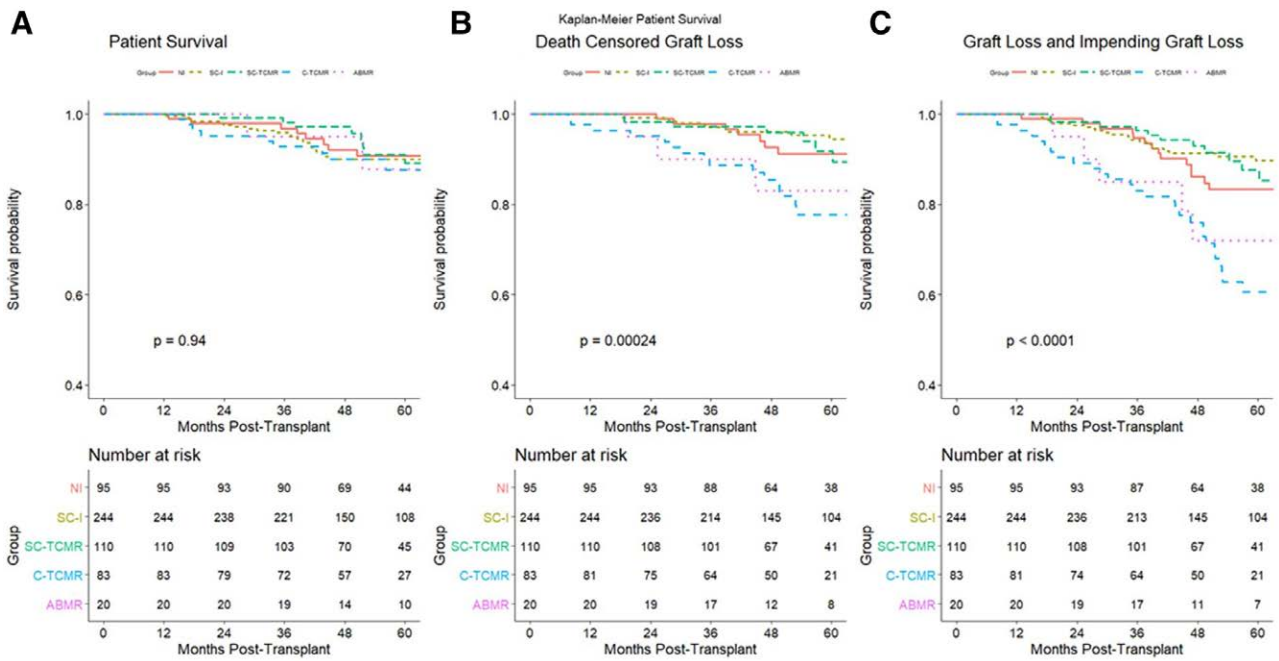 A
Patient Survival
Group NI SC-I SC-TCMR C-TCMR ABMR
Survival probability
1.0
0.8
0.6
0.4
p = 0.94
0 12 24 36 48 60
Months Post-Transplant
Number at risk
Group
NI 95 95 93 90 69 44
SC-I 244 244 238 221 150 108
SC-TCMR 110 110 109 103 70 45
C-TCMR 83 83 79 72 57 27
ABMR 20 20 20 19 14 10
0 12 24 36 48 60
Months Post-Transplant
B
Kaplan-Meier Patient Survival
Death Censored Graft Loss
Group NI SC-I SC-TCMR C-TCMR ABMR
Survival probability
1.0
0.8
0.6
0.4
p = 0.00024
0 12 24 36 48 60
Months Post-Transplant
Number at risk
Group
NI 95 95 93 88 64 38
SC-I 244 244 236 214 145 104
SC-TCMR 110 110 108 101 67 41
C-TCMR 83 81 75 64 50 21
ABMR 20 20 19 17 12 8
0 12 24 36 48 60
Months Post-Transplant
C
Graft Loss and Impending Graft Loss
Group NI SC-I SC-TCMR C-TCMR ABMR
Survival probability
1.0
0.8
0.6
0.4
p < 0.0001
0 12 24 36 48 60
Months Post-Transplant
Number at risk
Group
NI 95 95 93 87 64 38
SC-I 244 244 236 213 145 104
SC-TCMR 110 110 108 101 67 41
C-TCMR 83 81 74 64 50 21
ABMR 20 20 19 17 11 7
0 12 24 36 48 60
Months Post-Transplant